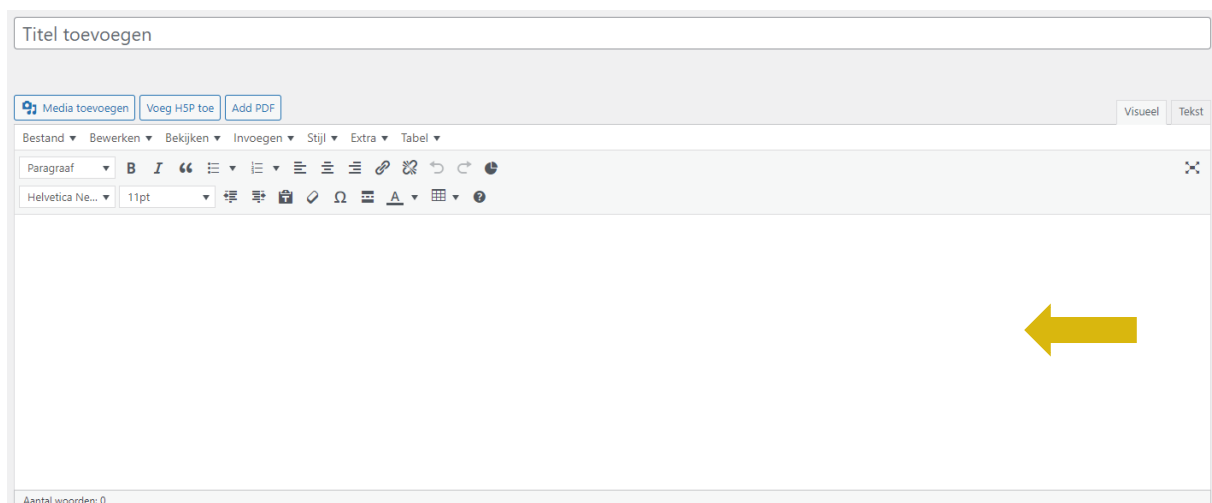 Titel toevoegen
Media toevoegen Voeg H5P toe Add PDF Visueel Tekst
Bestand Bewerken Bekijken Invoegen Stijl Extra Tabel
Paragraaf B I A
Helvetica Ne... 11pt Ω A
Aantal woorden: 0